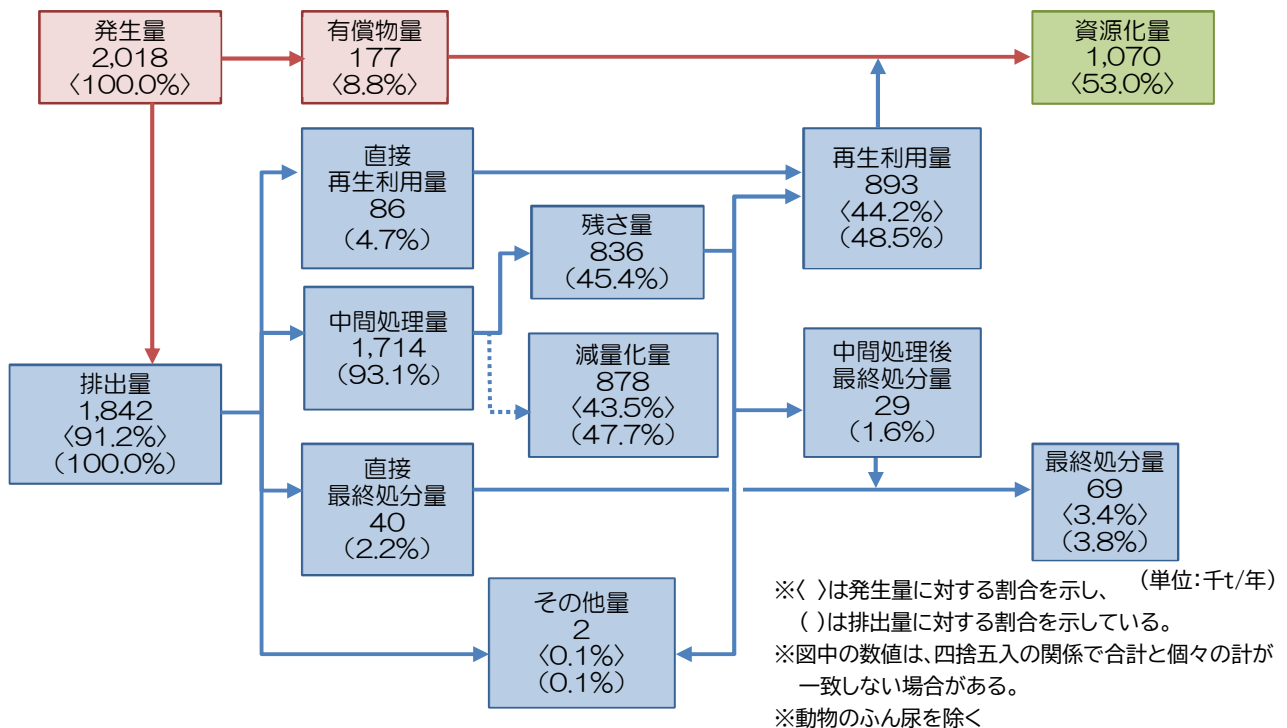 発生量
2,018
〈100.0%〉
有償物量
177
〈8.8%〉
資源化量
1,070
〈53.0%〉
直接
再生利用量
86
(4.7%)
再生利用量
893
〈44.2%〉
(48.5%)
残さ量
836
(45.4%)
中間処理量
1,714
(93.1%)
減量化量
878
〈43.5%〉
(47.7%)
中間処理後
最終処分量
29
(1.6%)
排出量
1,842
〈91.2%〉
(100.0%)
直接
最終処分量
40
(2.2%)
最終処分量
69
〈3.4%〉
(3.8%)
その他量
2
〈0.1%〉
(0.1%)
(単位:千t/年)
※〈 〉は発生量に対する割合を示し、
( )は排出量に対する割合を示している。
※図中の数値は、四捨五入の関係で合計と個々の計が
一致しない場合がある。
※動物のふん尿を除く